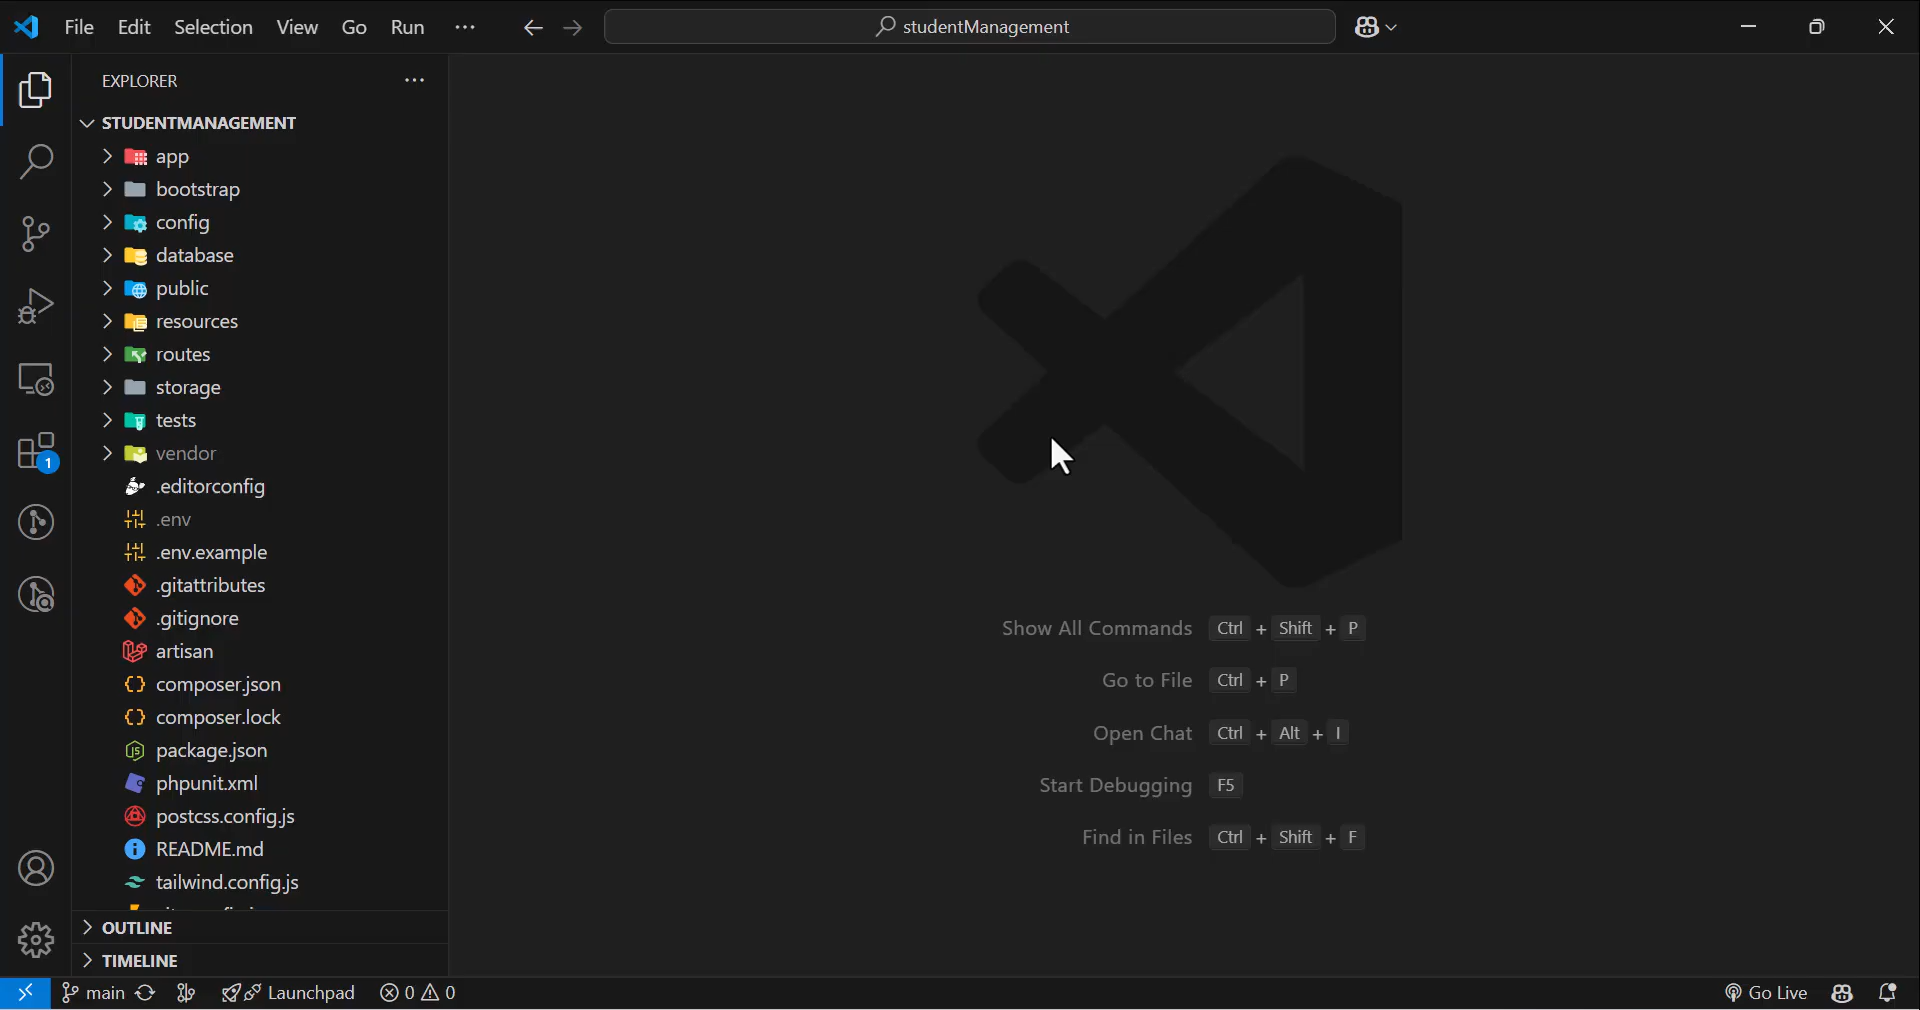 File Edit Selection View Go Run ··· studentManagement
EXPLORER ···
STUDENTMANAGEMENT
app
bootstrap
config
database
public
resources
routes
storage
tests
vendor
.editorconfig
.env
.env.example
.gitattributes
.gitignore
artisan
composer.json
composer.lock
package.json
phpunit.xml
postcss.config.js
README.md
tailwind.config.js
OUTLINE
TIMELINE
1
Show All Commands Ctrl + Shift + P
Go to File Ctrl + P
Open Chat Ctrl + Alt + I
Start Debugging F5
Find in Files Ctrl + Shift + F
main Launchpad 0 0 Go Live